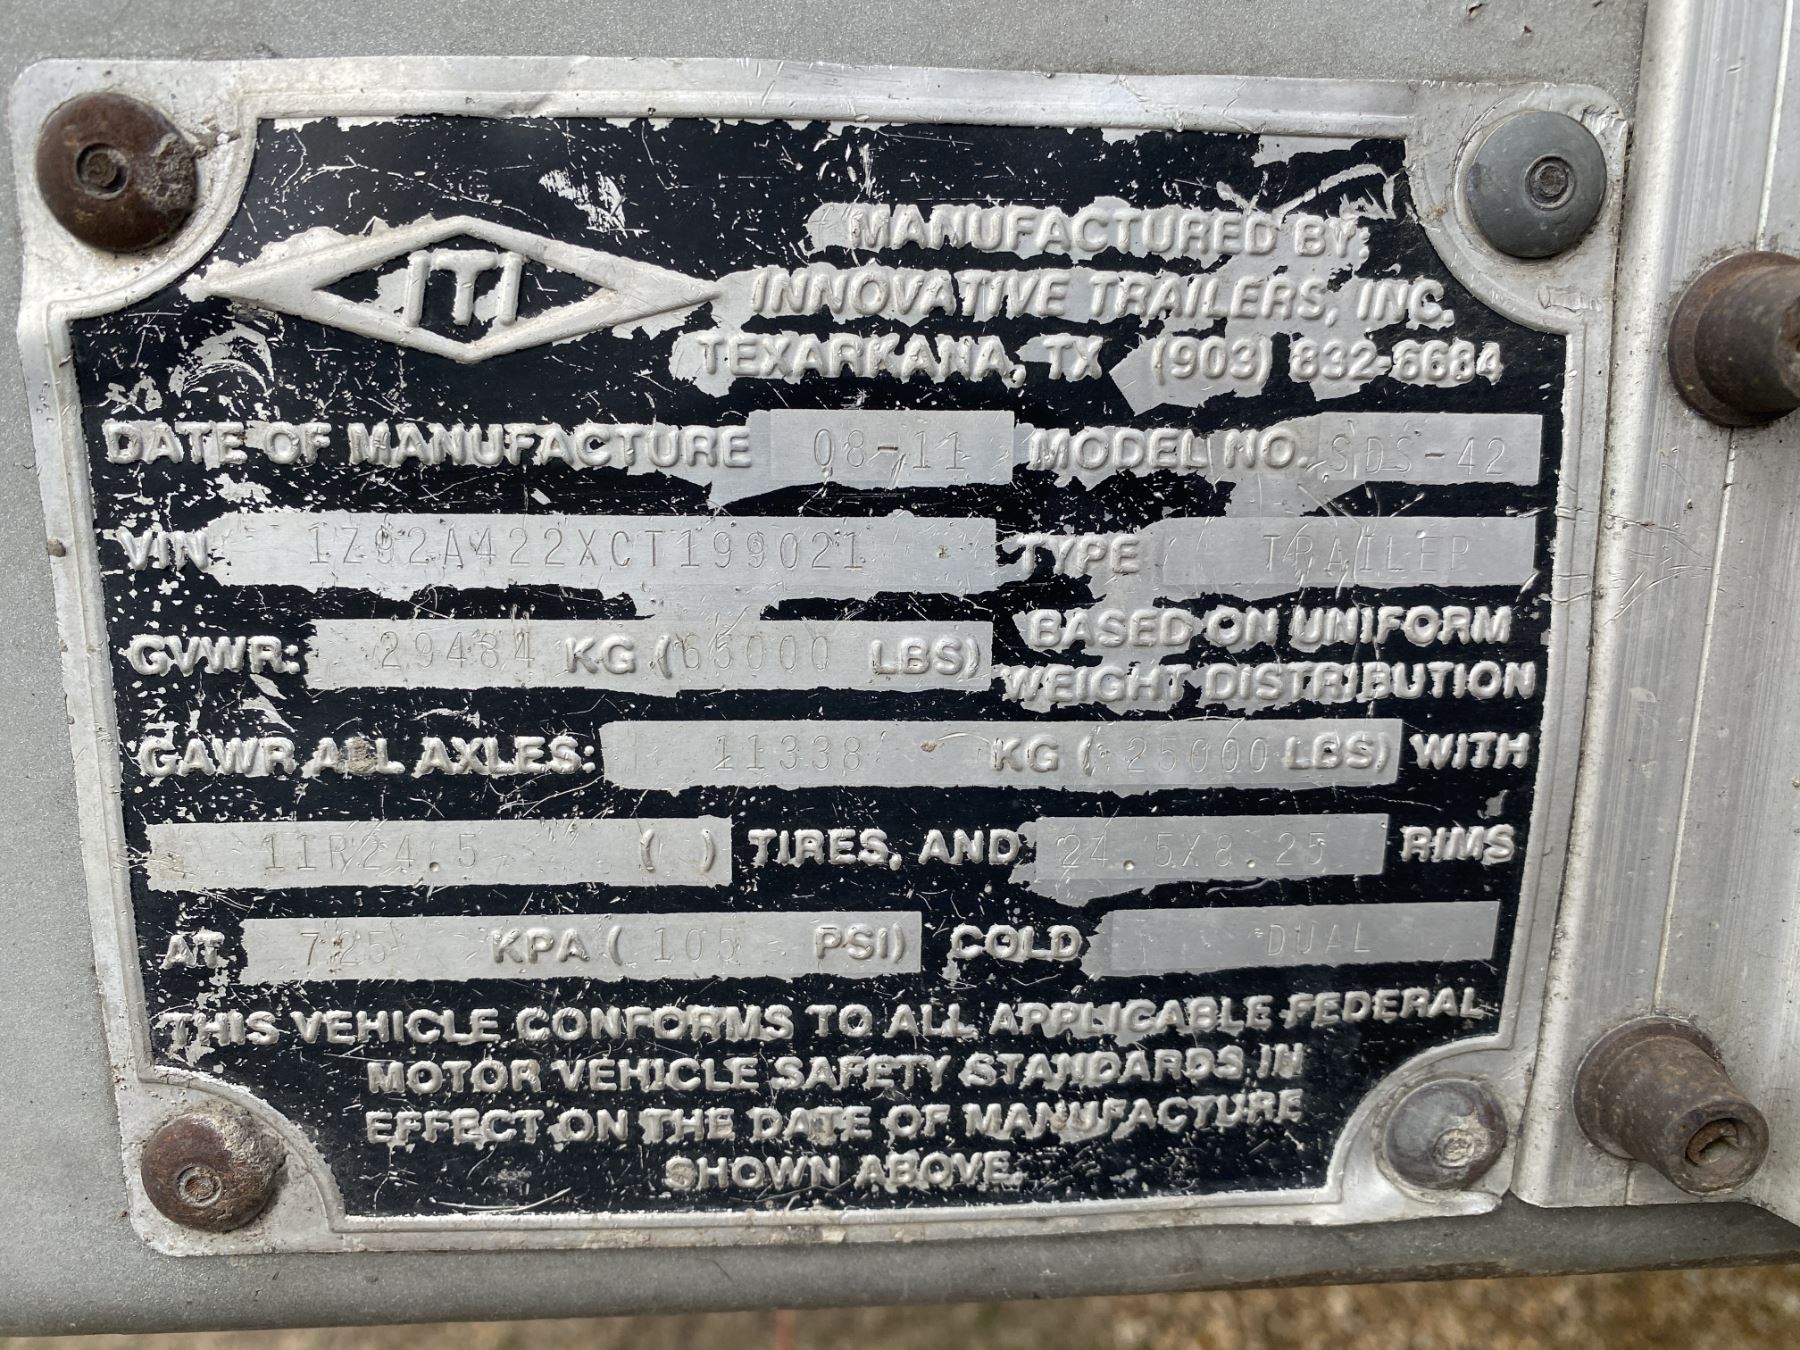 ITI
MANUFACTURED BY:
INNOVATIVE TRAILERS, INC.
TEXARKANA, TX (903) 832-6684
DATE OF MANUFACTURE 08-11 MODEL NO. SDS-42
VIN 1Z92A422XCT199021 TYPE TRAILER
GVWR: 29484 KG (65000 LBS) BASED ON UNIFORM
WEIGHT DISTRIBUTION
GAWR ALL AXLES: 11338 KG (25000 LBS) WITH
11R24.5 ( ) TIRES, AND 24.5X8.25 RIMS
AT 725 KPA (105 PSI) COLD DUAL
THIS VEHICLE CONFORMS TO ALL APPLICABLE FEDERAL
MOTOR VEHICLE SAFETY STANDARDS IN
EFFECT ON THE DATE OF MANUFACTURE
SHOWN ABOVE.